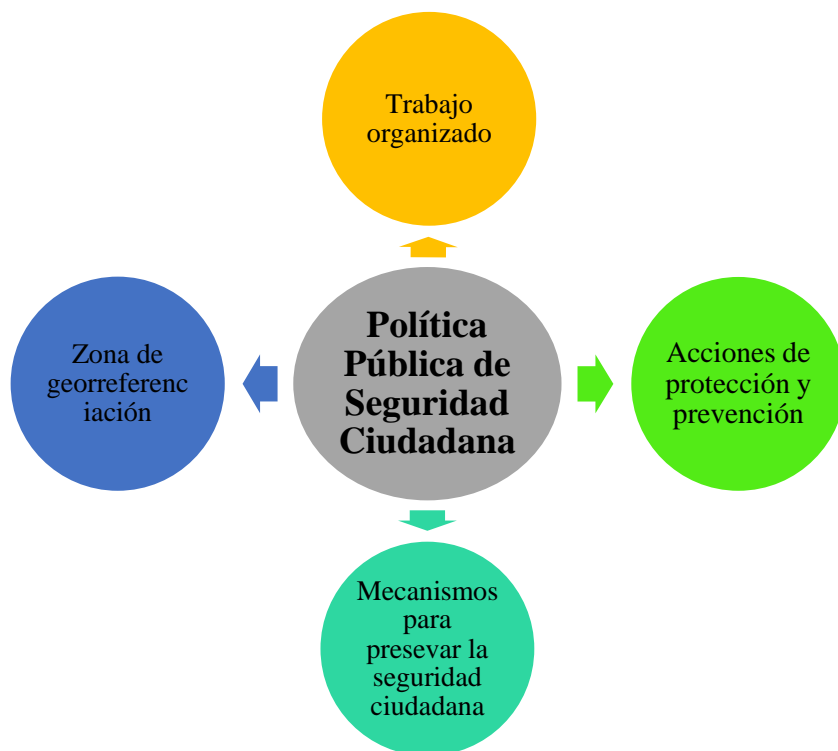 Trabajo
organizado
Política
Pública de
Seguridad
Ciudadana
Zona de
georreferenc
iación
Acciones de
protección y
prevención
Mecanismos
para
presevar la
seguridad
ciudadana